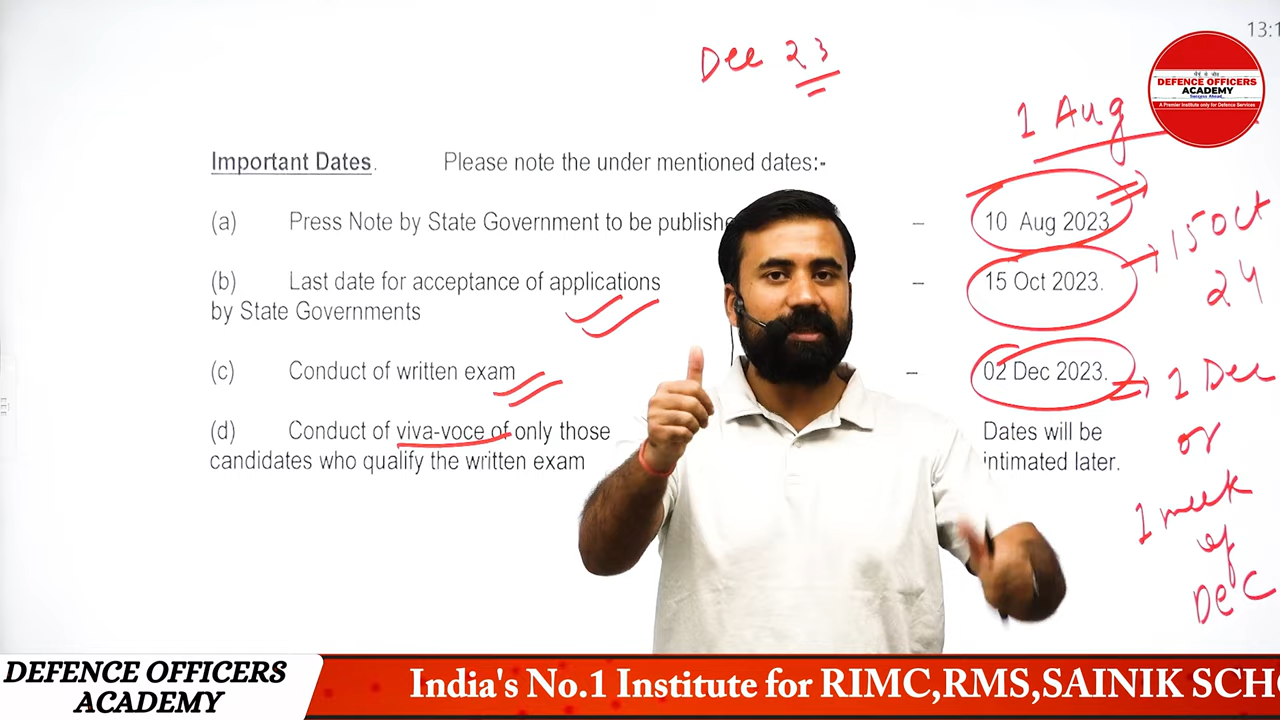 13:1
Dec 23
DEFENCE OFFICERS
ACADEMY
A Premier Institute only for Defence Services
1 Aug
Important Dates. Please note the under mentioned dates:-
(a) Press Note by State Government to be publishe – 10 Aug 2023
15 Oct
24
(b) Last date for acceptance of applications – 15 Oct 2023.
by State Governments
(c) Conduct of written exam – 02 Dec 2023.
1 Dec
or
1 week
of
DEC
(d) Conduct of viva-voce of only those Dates will be
candidates who qualify the written exam intimated later.
DEFENCE OFFICERS
ACADEMY
India's No.1 Institute for RIMC,RMS,SAINIK SCHO